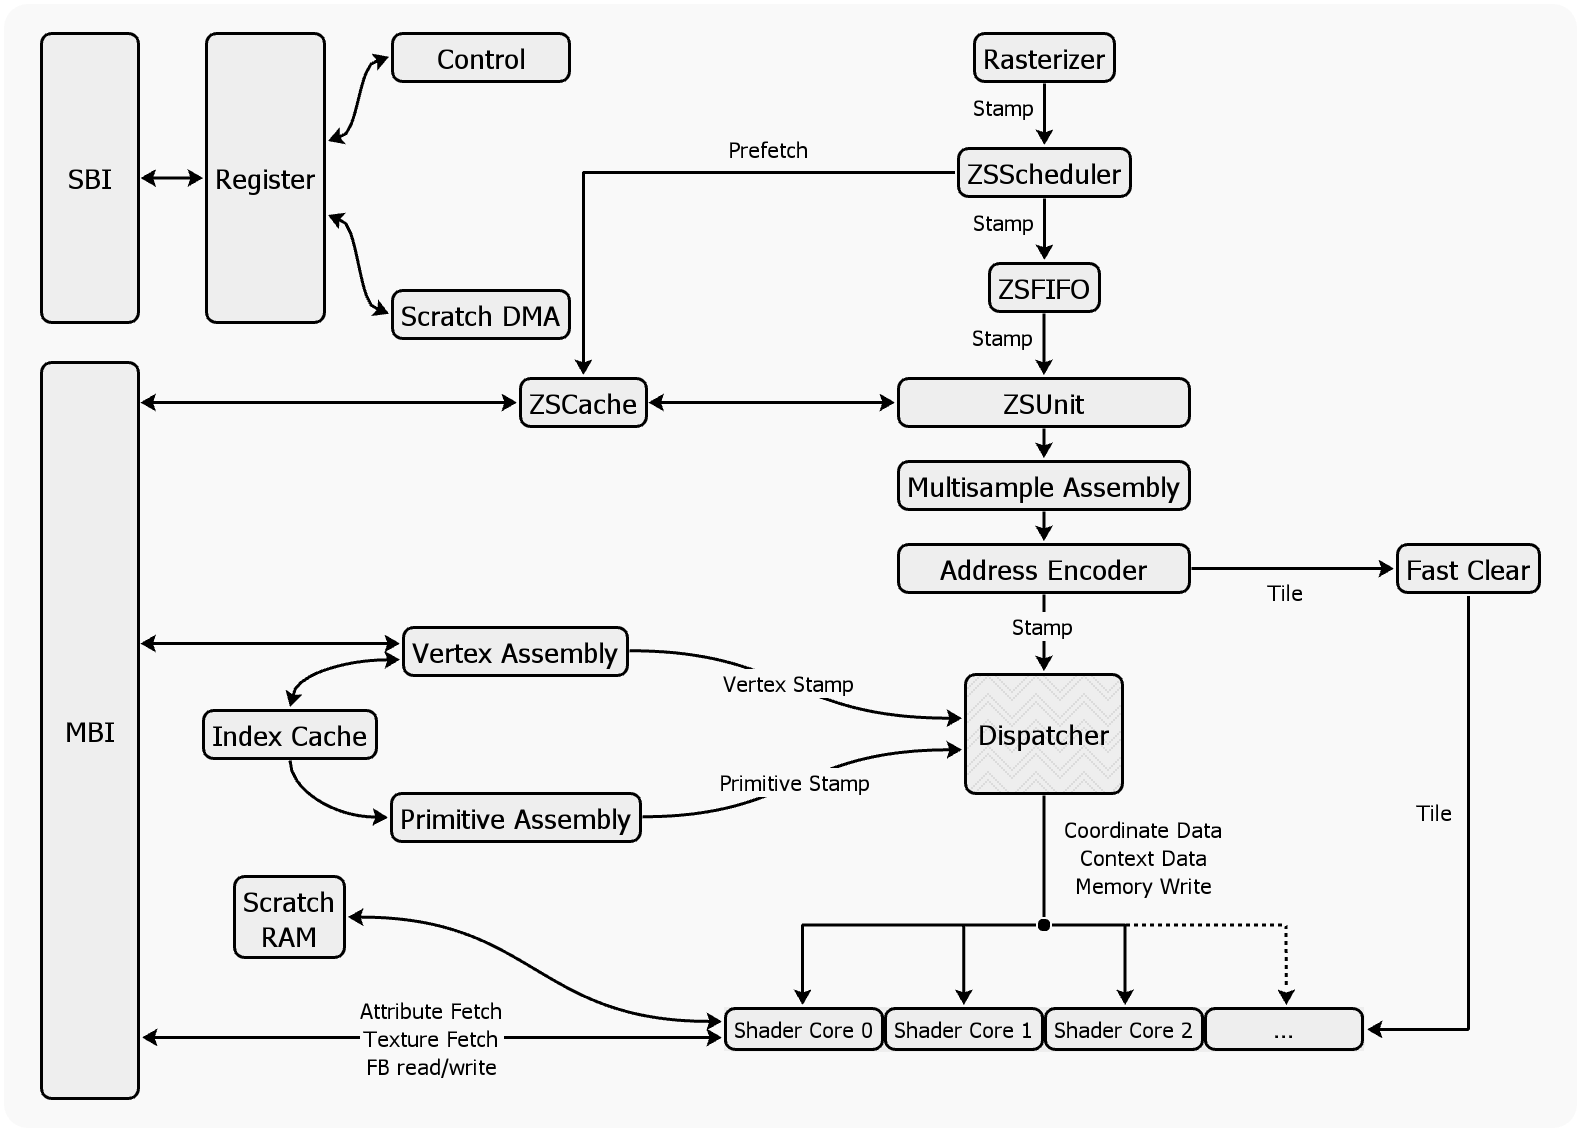 Control
Rasterizer
Stamp
Prefetch
SBI
Register
ZSScheduler
Stamp
ZSFIFO
Scratch DMA
Stamp
ZSCache
ZSUnit
Multisample Assembly
Address Encoder
Fast Clear
Tile
Stamp
Vertex Assembly
Vertex Stamp
MBI
Index Cache
Dispatcher
Primitive Stamp
Primitive Assembly
Tile
Coordinate Data
Context Data
Memory Write
Scratch
RAM
Attribute Fetch
Texture Fetch
FB read/write
Shader Core 0
Shader Core 1
Shader Core 2
...